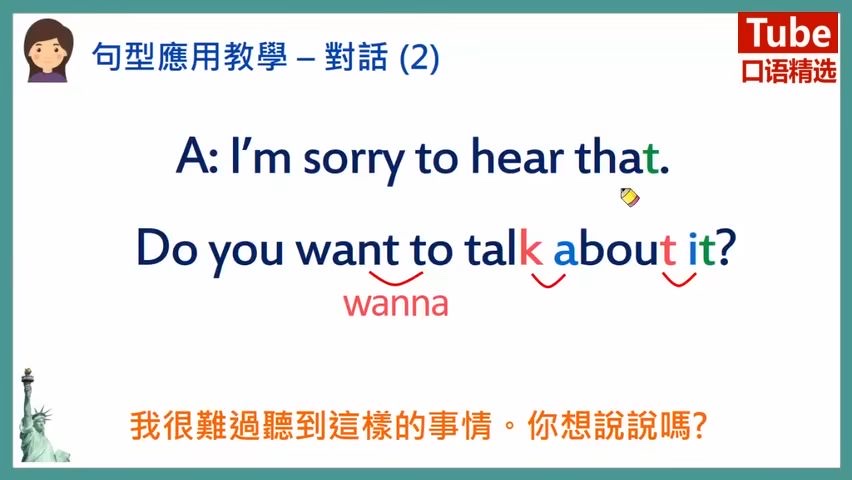 句型應用教學 – 對話 (2)
Tube
口语精选
A: I'm sorry to hear that.
Do you want to talk about it?
wanna
我很難過聽到這樣的事情。你想說說嗎?